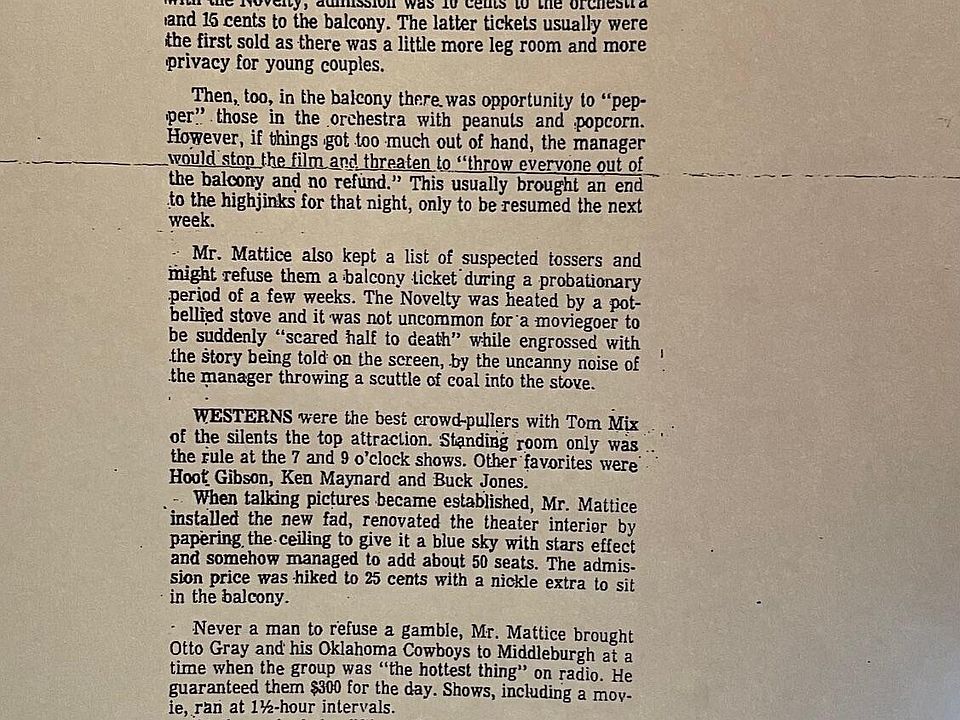 with the Novelty, admission was 10 cents to the orchestra
and 15 cents to the balcony. The latter tickets usually were
the first sold as there was a little more leg room and more
privacy for young couples.
Then, too, in the balcony there was opportunity to “pep-
per” those in the orchestra with peanuts and popcorn.
However, if things got too much out of hand, the manager
would stop the film and threaten to “throw everyone out of
the balcony and no refund.” This usually brought an end
to the highjinks for that night, only to be resumed the next
week.
Mr. Mattice also kept a list of suspected tossers and
might refuse them a balcony ticket during a probationary
period of a few weeks. The Novelty was heated by a pot-
bellied stove and it was not uncommon for a moviegoer to
be suddenly “scared half to death” while engrossed with
the story being told on the screen, by the uncanny noise of
the manager throwing a scuttle of coal into the stove.
WESTERNS were the best crowd-pullers with Tom Mix
of the silents the top attraction. Standing room only was
the rule at the 7 and 9 o’clock shows. Other favorites were
Hoot Gibson, Ken Maynard and Buck Jones.
When talking pictures became established, Mr. Mattice
installed the new fad, renovated the theater interior by
papering the ceiling to give it a blue sky with stars effect
and somehow managed to add about 50 seats. The admis-
sion price was hiked to 25 cents with a nickle extra to sit
in the balcony.
Never a man to refuse a gamble, Mr. Mattice brought
Otto Gray and his Oklahoma Cowboys to Middleburgh at a
time when the group was “the hottest thing” on radio. He
guaranteed them $300 for the day. Shows, including a mov-
ie, ran at 1½-hour intervals.